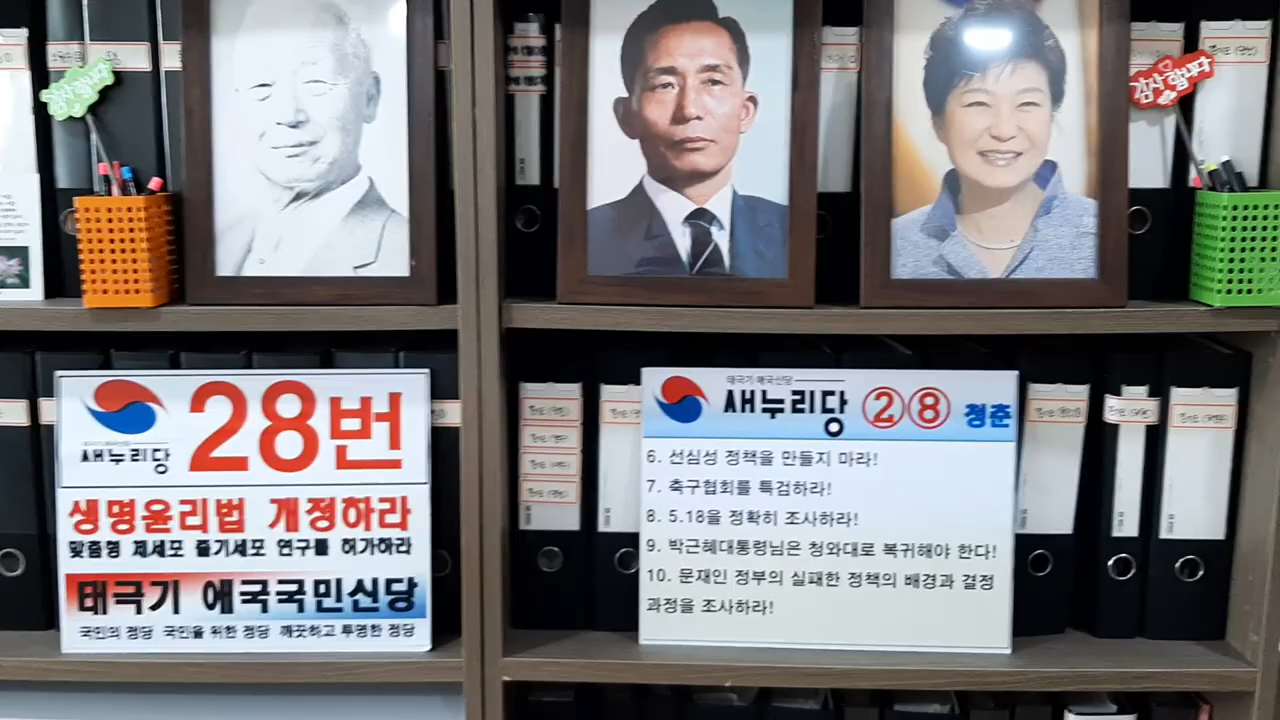 감사합니다
감사합니다
새누리당
28번
생명윤리법 개정하라
맞춤형 체세포 줄기세포 연구를 허가하라
태극기 애국국민신당
국민의 정당 국민을 위한 정당 깨끗하고 투명한 정당
태극기 애국신당
새누리당 ②⑧ 청춘
6. 선심성 정책을 만들지 마라!
7. 축구협회를 특검하라!
8. 5.18을 정확히 조사하라!
9. 박근혜대통령님은 청와대로 복귀해야 한다!
10. 문재인 정부의 실패한 정책의 배경과 결정
과정을 조사하라!